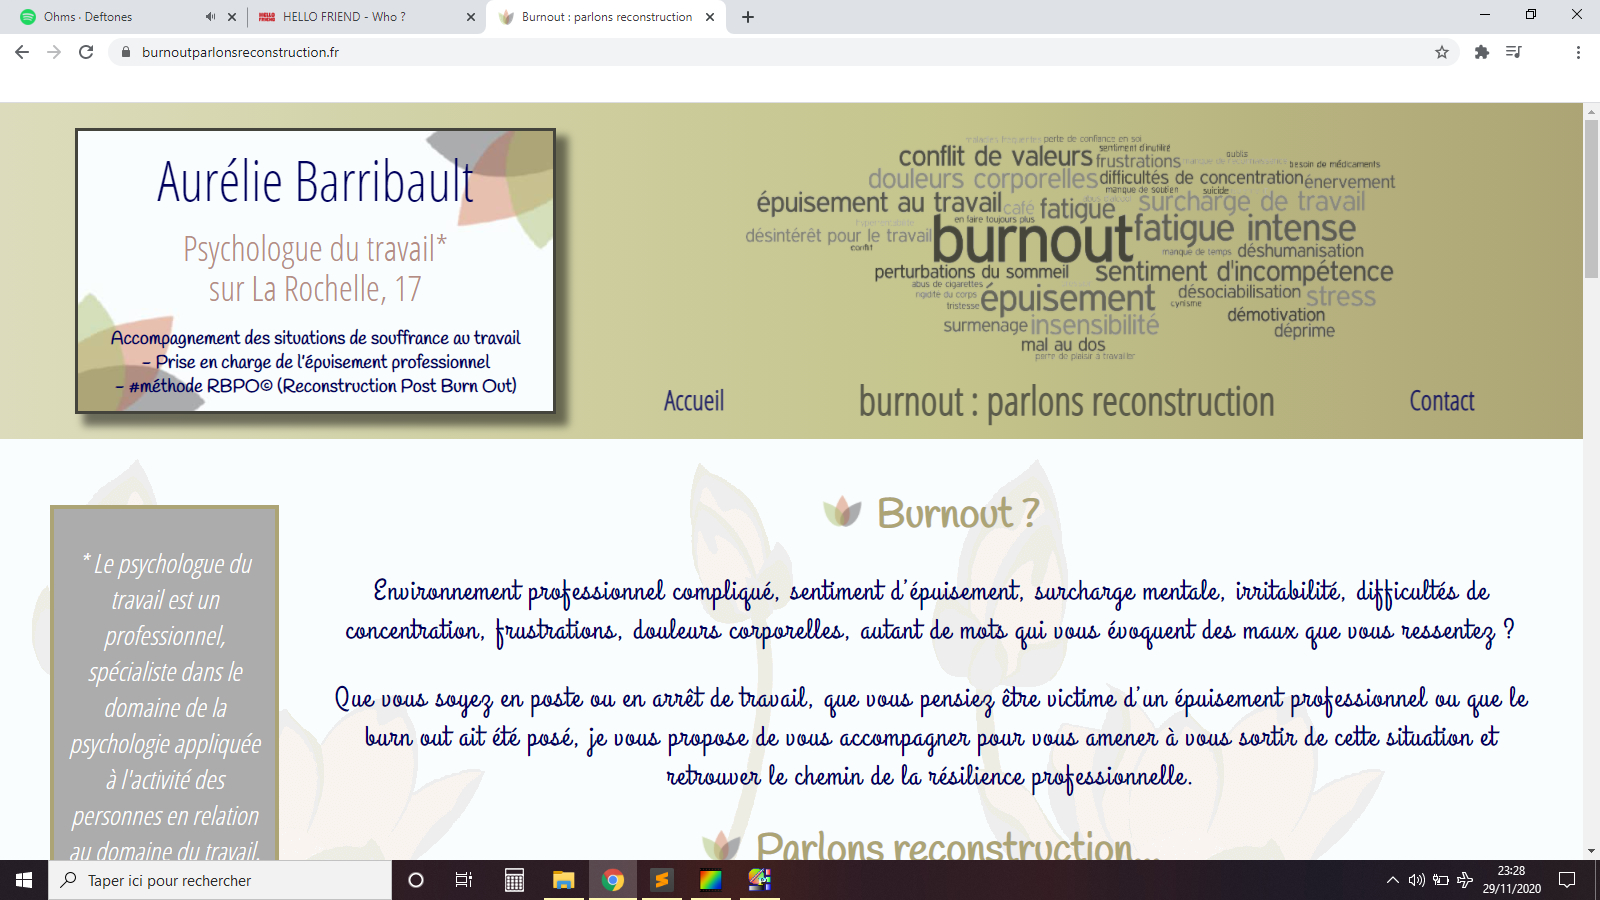 Ohms · Deftones
HELLO FRIEND - Who ?
Burnout : parlons reconstruction
burnoutparlonsreconstruction.fr
Aurélie Barribault
Psychologue du travail*
sur La Rochelle, 17
Accompagnement des situations de souffrance au travail
- Prise en charge de l'épuisement professionnel
- #méthode RBPO© (Reconstruction Post Burn Out)
perte de confiance en soi
conflit de valeurs
frustrations
sentiment d'inutilité
oublis
besoin de médicaments
douleurs corporelles
difficultés de concentration
énervement
manque de soutien
suicide
épuisement au travail
café
fatigue
surcharge de travail
en faire toujours plus
désintérêt pour le travail
burnout
fatigue intense
conflit
manque de temps
déshumanisation
perturbations du sommeil
sentiment d'incompétence
abus de cigarettes
rigidité du corps
épuisement
désociabilisation
stress
tristesse
cynisme
surmenage
insensibilité
démotivation
déprime
mal au dos
perte de plaisir à travailler
Accueil
burnout : parlons reconstruction
Contact
* Le psychologue du
travail est un
professionnel,
spécialiste dans le
domaine de la
psychologie appliquée
à l'activité des
personnes en relation
au domaine du travail.
Burnout ?
Environnement professionnel compliqué, sentiment d'épuisement, surcharge mentale, irritabilité, difficultés de
concentration, frustrations, douleurs corporelles, autant de mots qui vous évoquent des maux que vous ressentez ?
Que vous soyez en poste ou en arrêt de travail, que vous pensiez être victime d'un épuisement professionnel ou que le
burn out ait été posé, je vous propose de vous accompagner pour vous amener à vous sortir de cette situation et
retrouver le chemin de la résilience professionnelle.
Parlons reconstruction...
Taper ici pour rechercher
23:28
29/11/2020